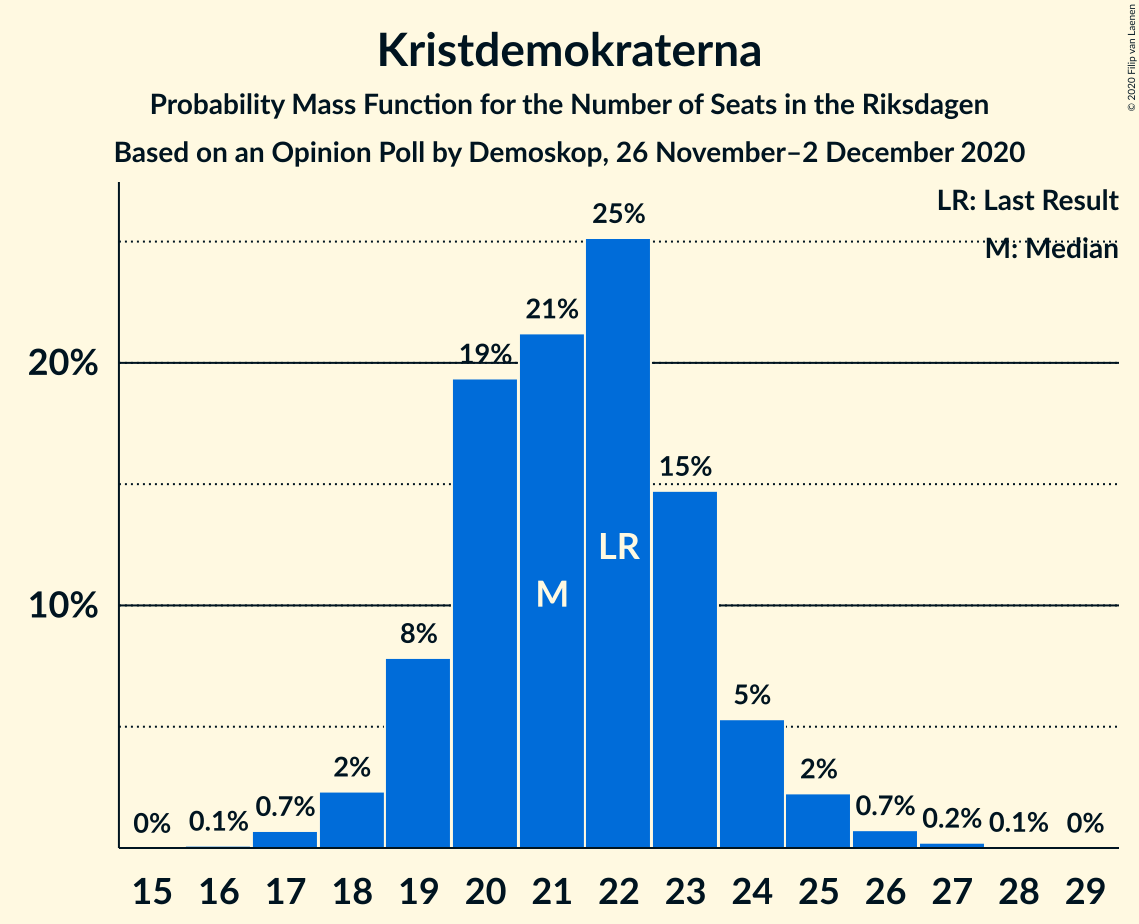 Kristdemokraterna
Probability Mass Function for the Number of Seats in the Riksdagen
Based on an Opinion Poll by Demoskop, 26 November–2 December 2020
© 2020 Filip van Laenen
LR: Last Result
M: Median
25%
21%
19%
20%
15%
LR
M
10%
8%
5%
2%
2%
0% 0.1% 0.7% 0.7% 0.2% 0.1% 0%
15 16 17 18 19 20 21 22 23 24 25 26 27 28 29